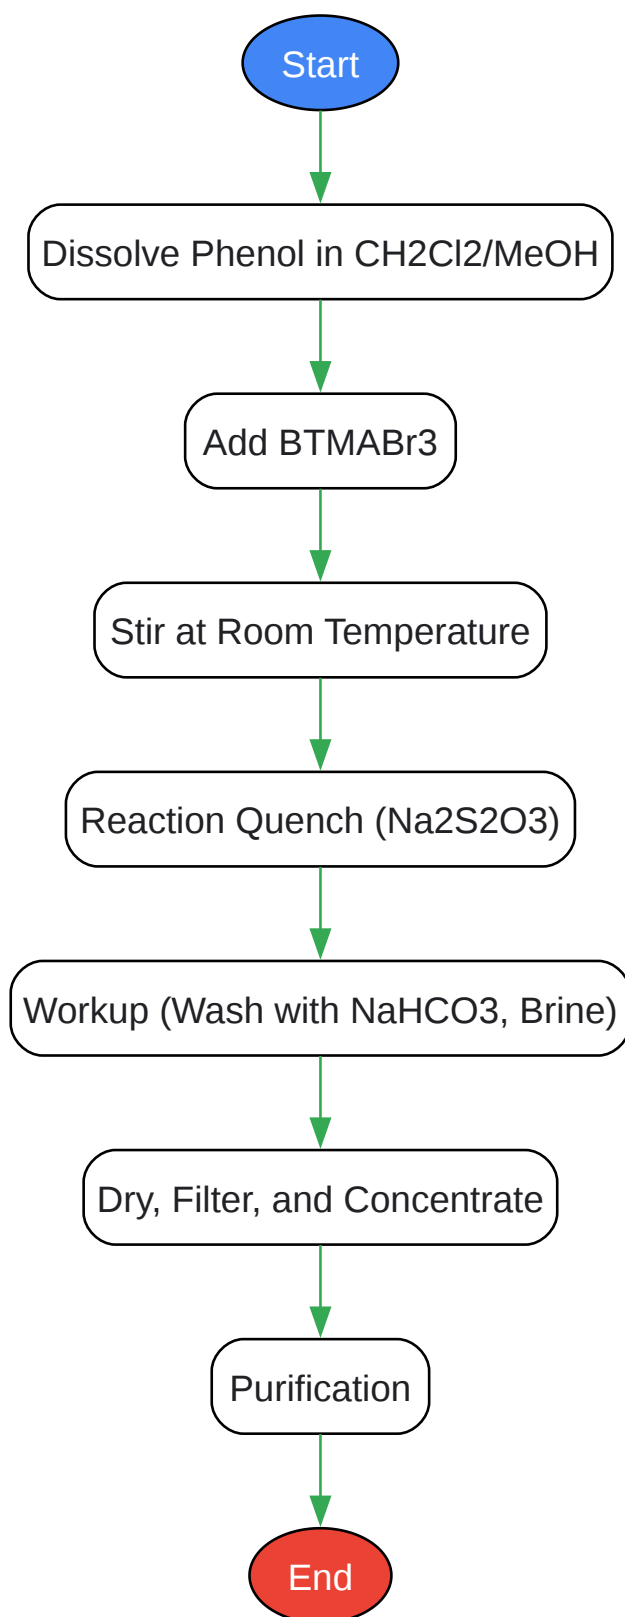 Start
Dissolve Phenol in CH2Cl2/MeOH
Add BTMABr3
Stir at Room Temperature
Reaction Quench (Na2S2O3)
Workup (Wash with NaHCO3, Brine)
Dry, Filter, and Concentrate
Purification
End